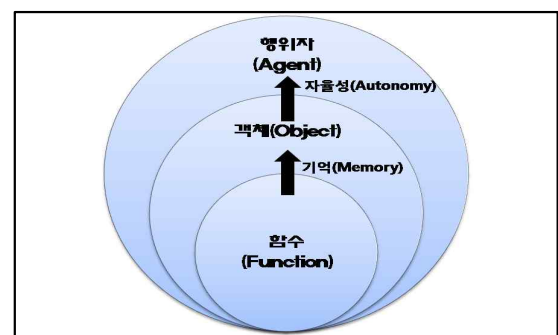 행위자
(Agent)
자율성(Autonomy)
객체(Object)
기억(Memory)
함수
(Function)